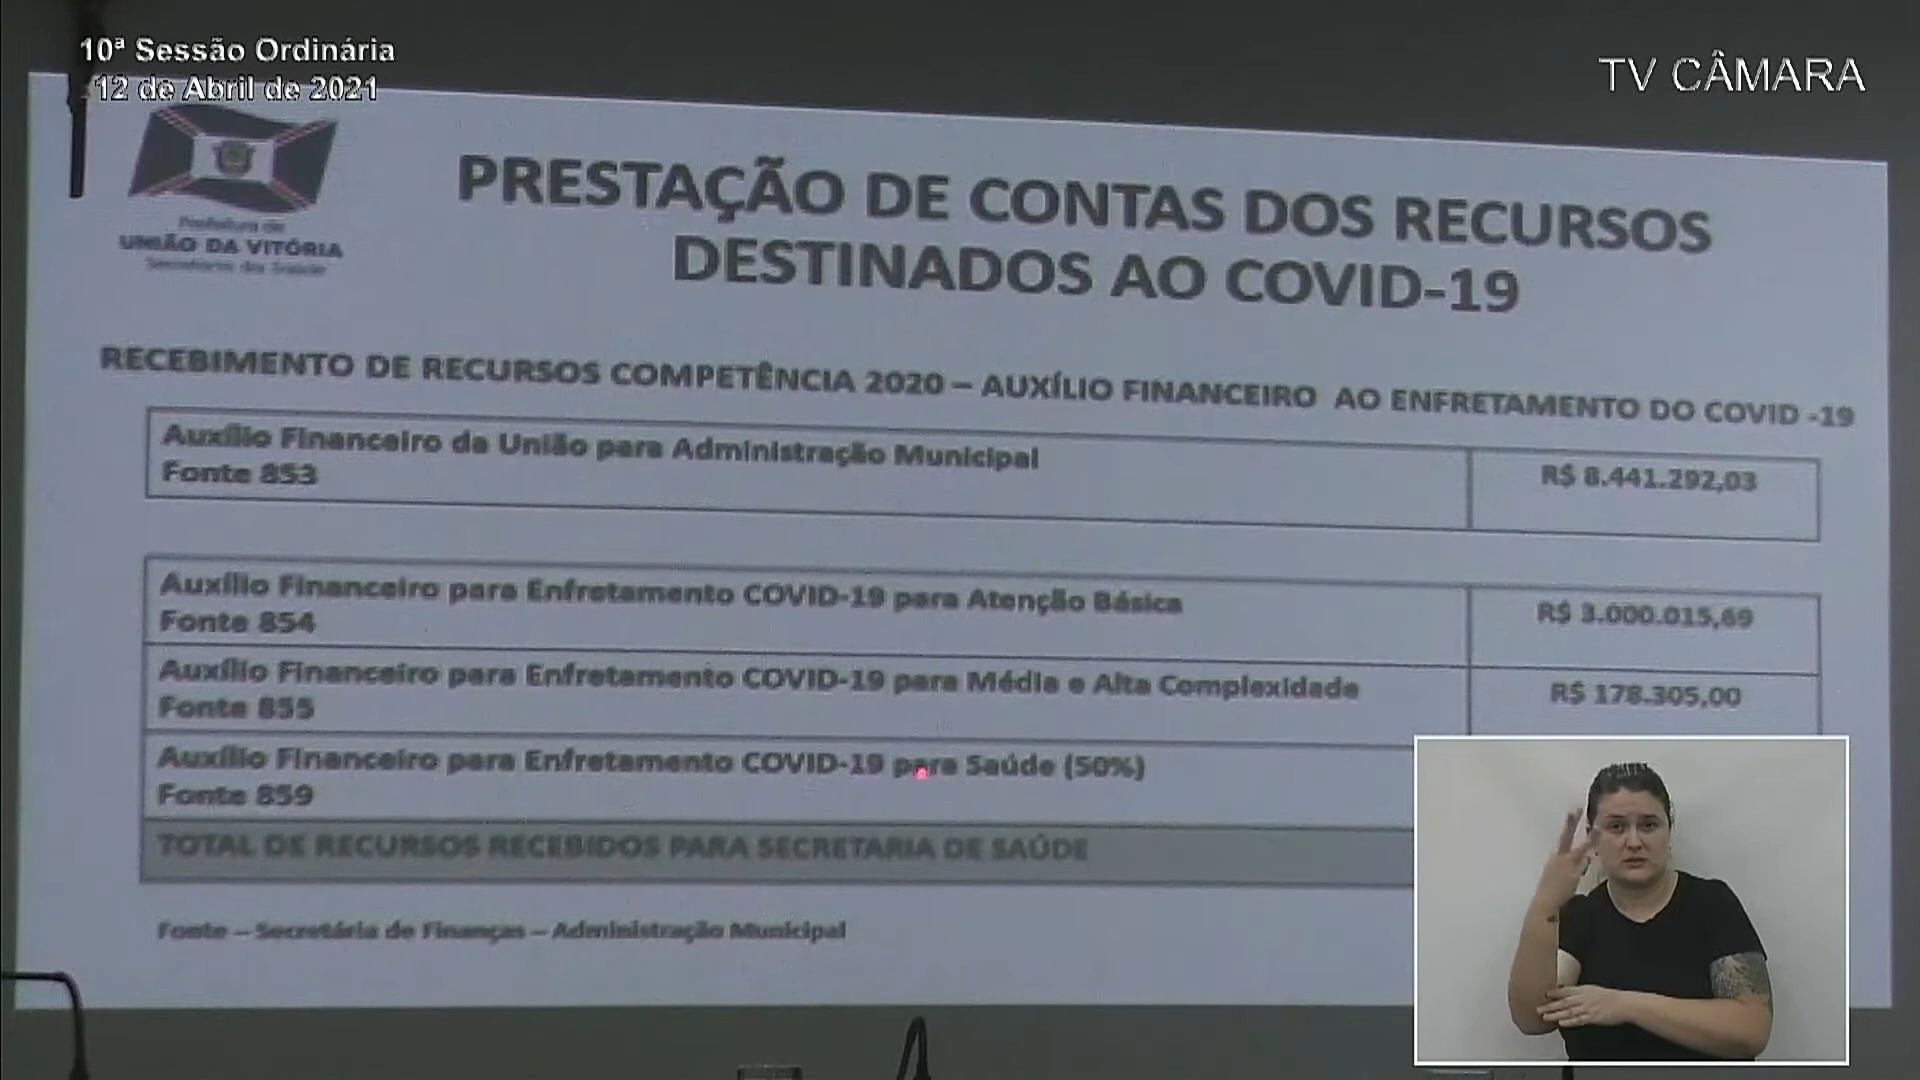 10ª Sessão Ordinária
12 de Abril de 2021
TV CÂMARA
Prefeitura de
UNIÃO DA VITÓRIA
Secretaria da Saúde
PRESTAÇÃO DE CONTAS DOS RECURSOS
DESTINADOS AO COVID-19
RECEBIMENTO DE RECURSOS COMPETÊNCIA 2020 – AUXÍLIO FINANCEIRO AO ENFRETAMENTO DO COVID -19
Auxílio Financeiro da União para Administração Municipal
Fonte 853
R$ 8.441.292,03
Auxílio Financeiro para Enfretamento COVID-19 para Atenção Básica
Fonte 854
R$ 3.000.015,69
Auxílio Financeiro para Enfretamento COVID-19 para Média e Alta Complexidade
Fonte 855
R$ 178.305,00
Auxílio Financeiro para Enfretamento COVID-19 para Saúde (50%)
Fonte 859
TOTAL DE RECURSOS RECEBIDOS PARA SECRETARIA DE SAÚDE
Fonte – Secretária de Finanças – Administração Municipal